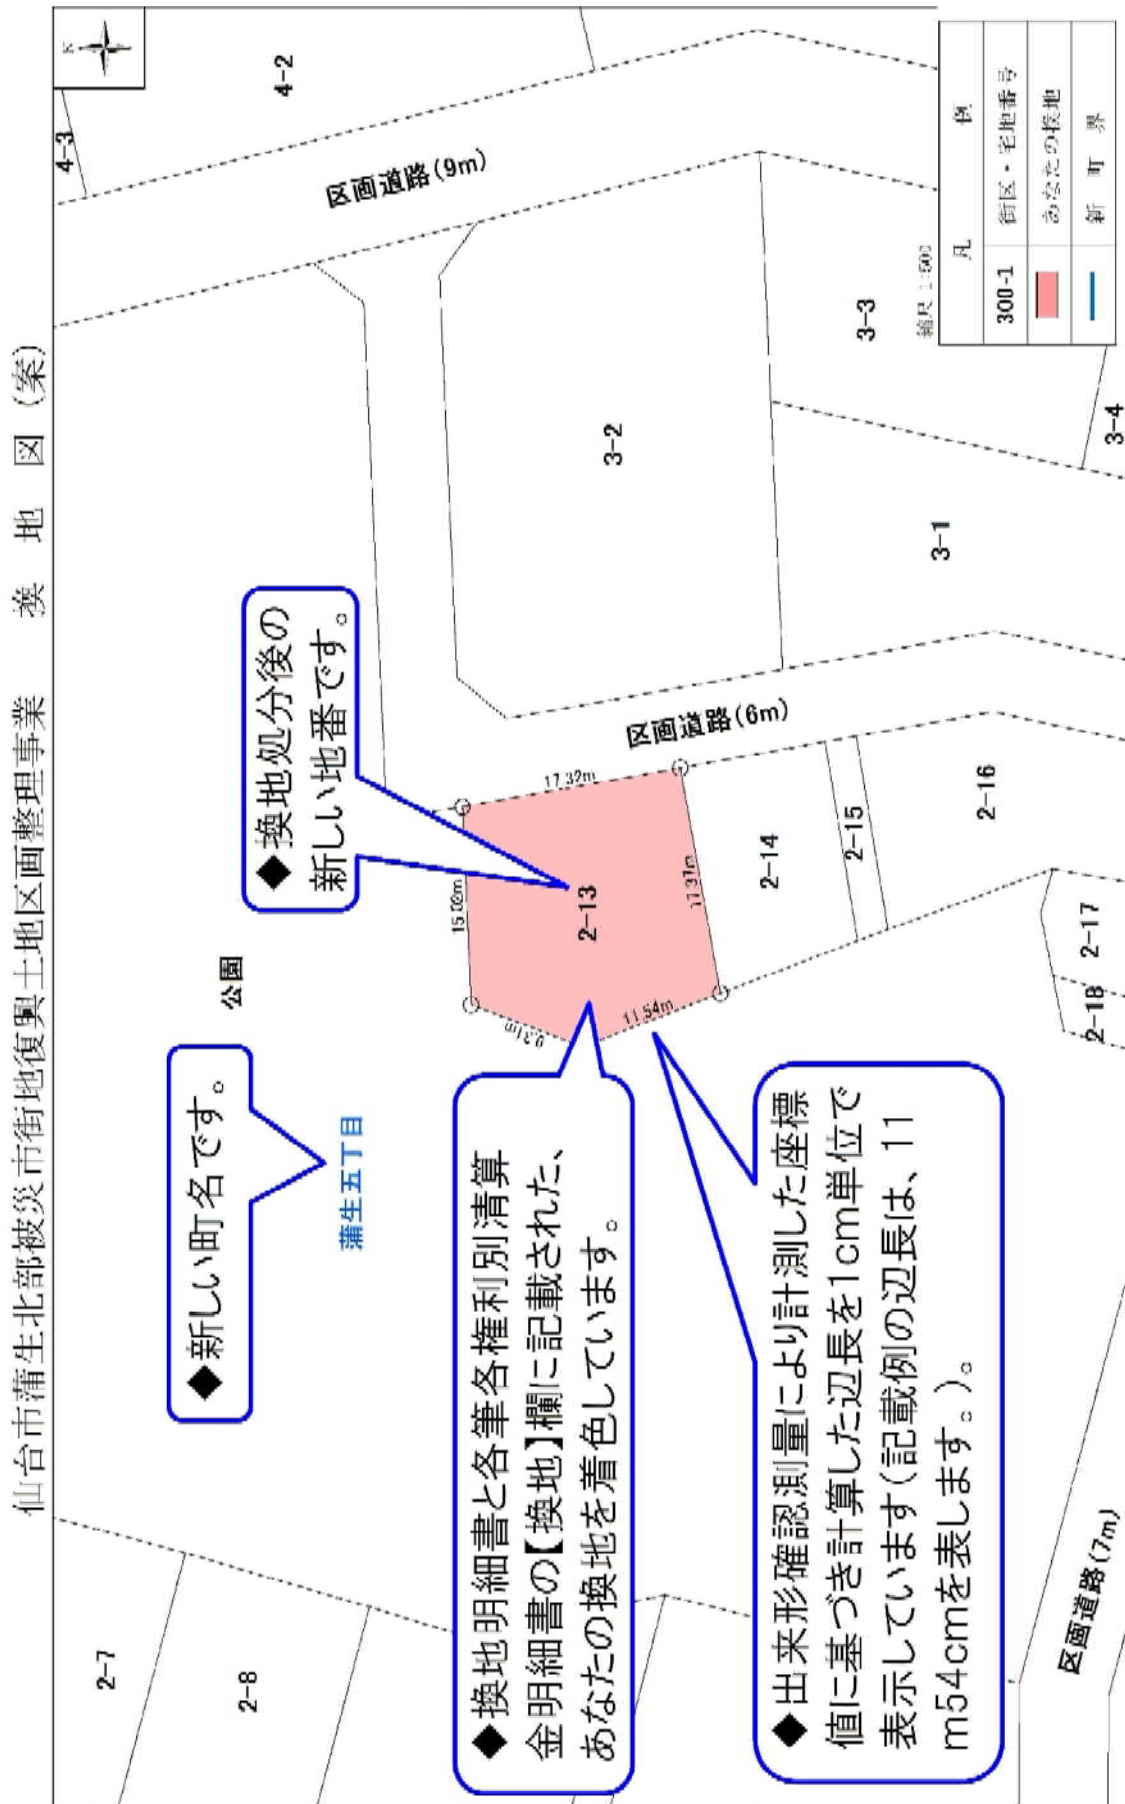 仙台市蒲生北部被災市街地復興土地区画整理事業　換　地　図（案）
N
4-3
4-2
区画道路(9m)
◆新しい町名です。
公園
蒲生五丁目
◆換地処分後の
新しい地番です。
2-7
2-8
15.02m
17.32m
11.54m
17.37m
2-13
区画道路(6m)
3-2
3-3
3-1
3-4
2-14
2-15
2-16
2-17
2-18
◆換地明細書と各筆各権利別清算
金明細書の【換地】欄に記載された、
あなたの換地を着色しています。
◆出来形確認測量により計測した座標
値に基づき計算した辺長を1cm単位で
表示しています(記載例の辺長は、11
m54cmを表します。)。
区画道路(7m)
縮尺 1:500
凡　例
300-1 街区・宅地番号
あなたの換地
新　町　界